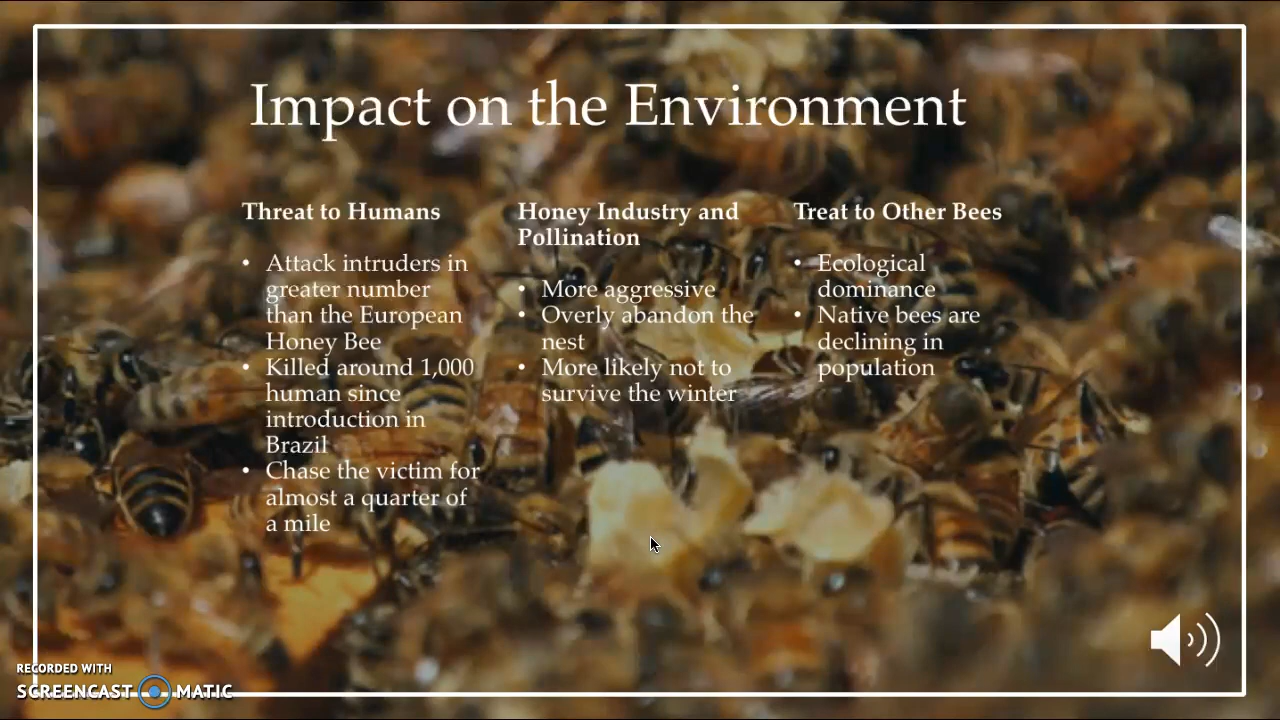 Impact on the Environment
Threat to Humans
• Attack intruders in
greater number
than the European
Honey Bee
• Killed around 1,000
human since
introduction in
Brazil
• Chase the victim for
almost a quarter of
a mile
Honey Industry and
Pollination
• More aggressive
• Overly abandon the
nest
• More likely not to
survive the winter
Treat to Other Bees
• Ecological
dominance
• Native bees are
declining in
population
RECORDED WITH
SCREENCAST MATIC